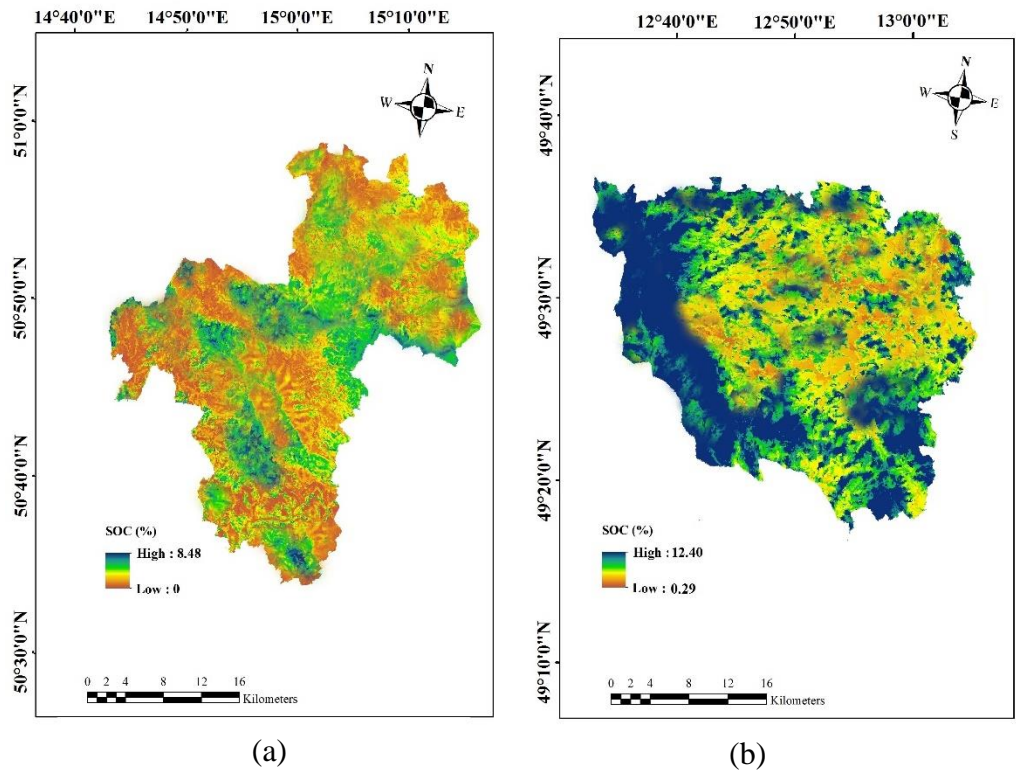 14°40'0"E 14°50'0"E 15°0'0"E 15°10'0"E
51°0'0"N
50°50'0"N
50°40'0"N
50°30'0"N
N
W
E
SOC (%)
High : 8.48
Low : 0
0 2 4 8 12 16
Kilometers
(a)
12°40'0"E 12°50'0"E 13°0'0"E
49°40'0"N
49°30'0"N
49°20'0"N
49°10'0"N
N
W
E
S
SOC (%)
High : 12.40
Low : 0.29
0 2 4 8 12 16
Kilometers
(b)